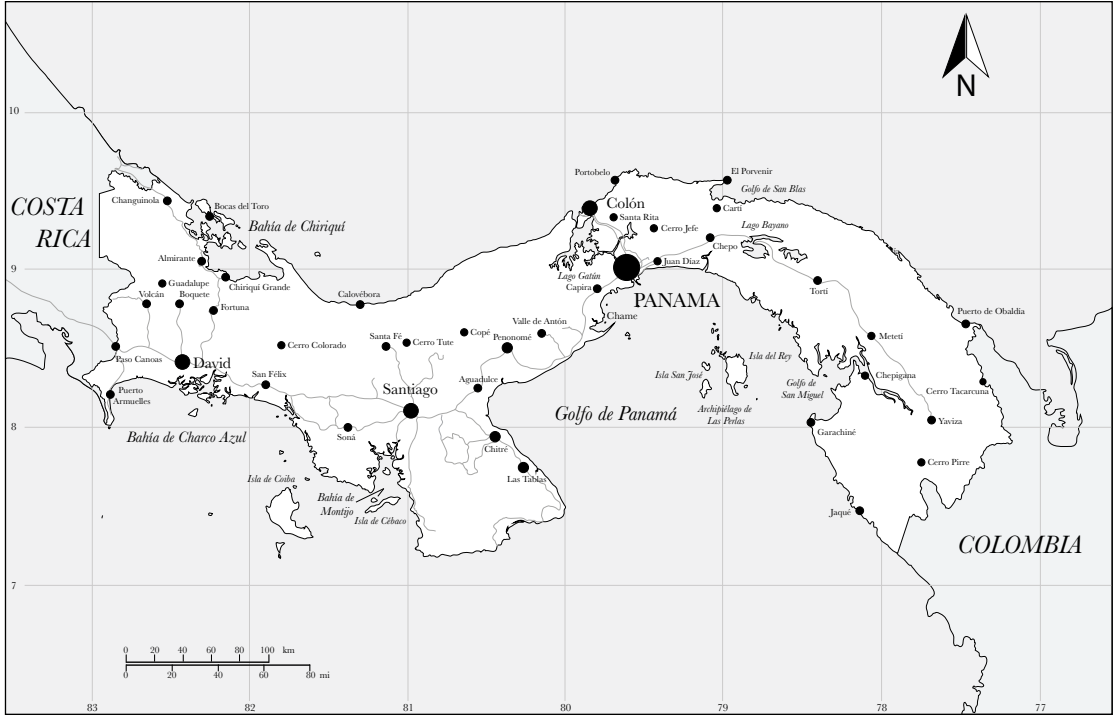 N
10
Portobelo
El Porvenir
Golfo de San Blas
COSTA
RICA
Changuinola
Bocas del Toro
Bahía de Chiriquí
Colón
Santa Rita
Cartí
Cerro Jefe
Lago Bayano
Chepo
Almirante
Juan Díaz
9
Lago Gatún
Chiriquí Grande
Guadalupe
Capira
Tortí
Volcán
Boquete
Calovébora
PANAMA
Fortuna
Chame
Puerto de Obaldía
Valle de Antón
Copé
Santa Fé
Cerro Tute
Penonomé
Metetí
Cerro Colorado
Paso Canoas
David
Isla del Rey
San Félix
Isla San José
Chepigana
Aguadulce
Golfo de
San Miguel
Cerro Tacarcuna
Puerto
Armuelles
Santiago
Archipiélago de
Las Perlas
Golfo de Panamá
8
Bahía de Charco Azul
Soná
Garachiné
Yaviza
Chitré
Cerro Pirre
Isla de Coiba
Las Tablas
Bahía de
Montijo
Isla de Cébaco
Jaqué
COLOMBIA
7
0 20 40 60 80 100 km
0 20 40 60 80 mi
83 82 81 80 79 78 77